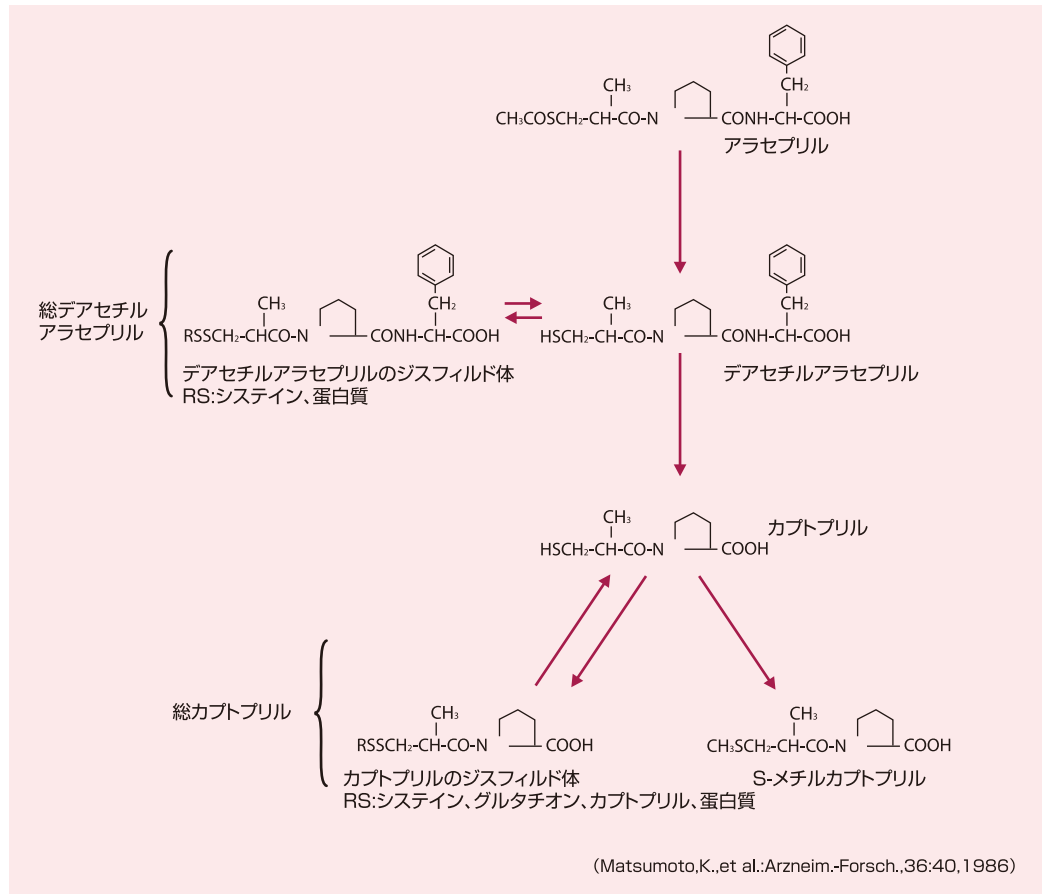 CH₂
CH₃
CH₃COSCH₂-CH-CO-N
CONH-CH-COOH
アラセプリル
総デアセチル
アラセプリル
CH₃
CH₂
RSSCH₂-CHCO-N
CONH-CH-COOH
デアセチルアラセプリルのジスフィルド体
RS:システイン、蛋白質
CH₃
CH₂
HSCH₂-CH-CO-N
CONH-CH-COOH
デアセチルアラセプリル
CH₃
HSCH₂-CH-CO-N
COOH
カプトプリル
総カプトプリル
CH₃
RSSCH₂-CH-CO-N
COOH
カプトプリルのジスフィルド体
RS:システイン、グルタチオン、カプトプリル、蛋白質
CH₃
CH₃SCH₂-CH-CO-N
COOH
S-メチルカプトプリル
(Matsumoto,K.,et al.:Arzneim.-Forsch.,36:40,1986)